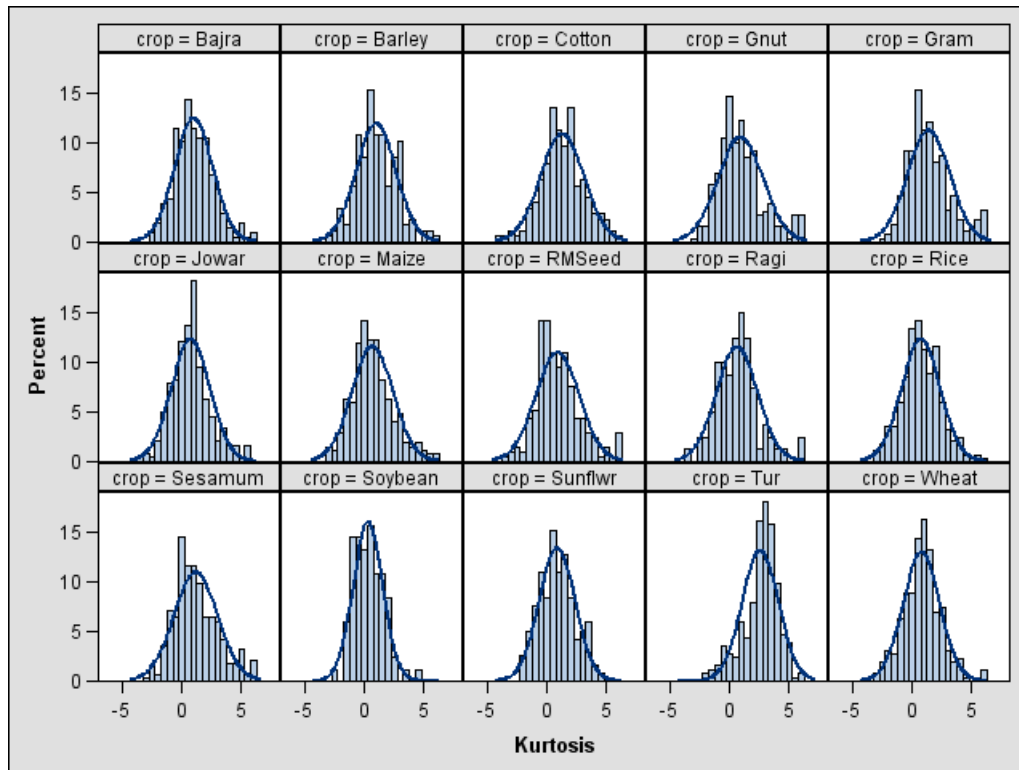 crop = Bajra
crop = Barley
crop = Cotton
crop = Gnut
crop = Gram
15
10
5
0
crop = Jowar
crop = Maize
crop = RMSeed
crop = Ragi
crop = Rice
15
10
5
0
Percent
crop = Sesamum
crop = Soybean
crop = Sunflwr
crop = Tur
crop = Wheat
15
10
5
0
-5 0 5 -5 0 5 -5 0 5 -5 0 5 -5 0 5
Kurtosis